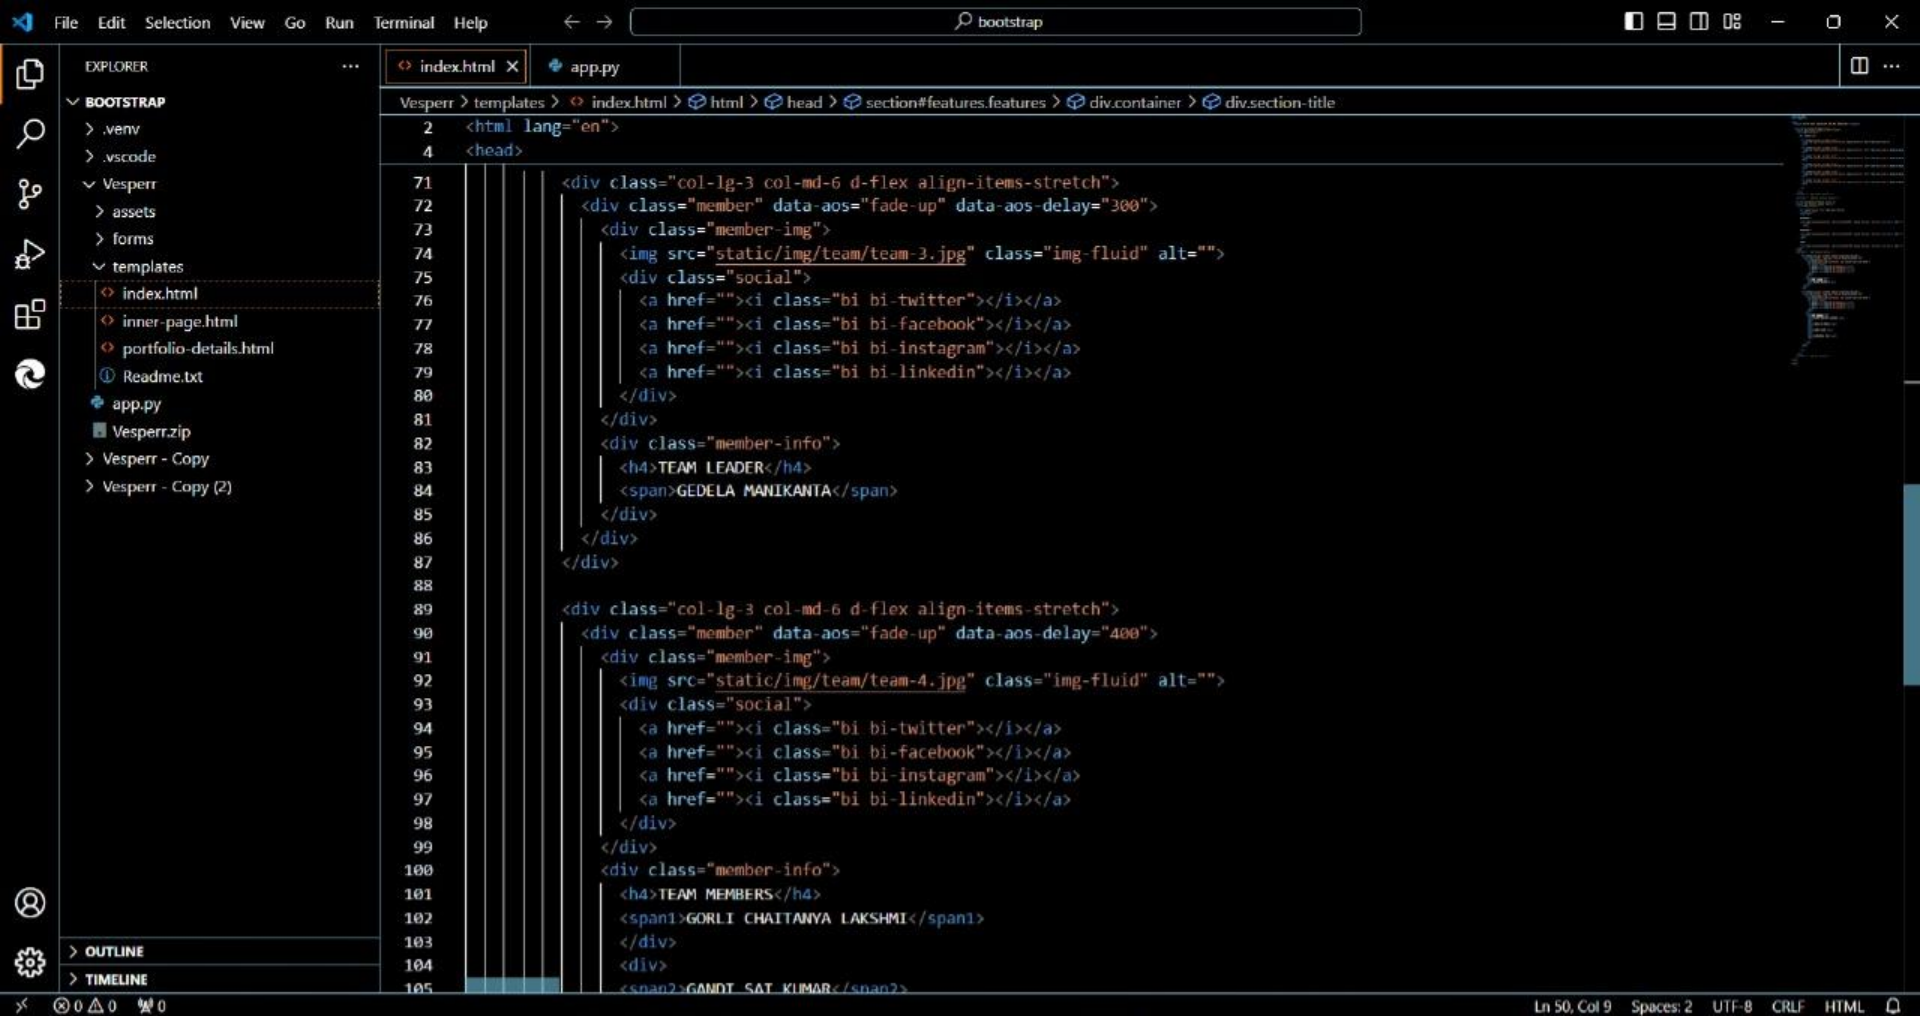 File Edit Selection View Go Run Terminal Help
bootstrap
EXPLORER
index.html
app.py
BOOTSTRAP
.venv
.vscode
Vesperr
assets
forms
templates
index.html
inner-page.html
portfolio-details.html
Readme.txt
app.py
Vesperr.zip
Vesperr - Copy
Vesperr - Copy (2)
OUTLINE
TIMELINE
Vesperr > templates > index.html > html > head > section#features.features > div.container > div.section-title
2 <html lang="en">
4 <head>
71 <div class="col-lg-3 col-md-6 d-flex align-items-stretch">
72 <div class="member" data-aos="fade-up" data-aos-delay="300">
73 <div class="member-img">
74 <img src="static/img/team/team-3.jpg" class="img-fluid" alt="">
75 <div class="social">
76 <a href=""><i class="bi bi-twitter"></i></a>
77 <a href=""><i class="bi bi-facebook"></i></a>
78 <a href=""><i class="bi bi-instagram"></i></a>
79 <a href=""><i class="bi bi-linkedin"></i></a>
80 </div>
81 </div>
82 <div class="member-info">
83 <h4>TEAM LEADER</h4>
84 <span>GEDELA MANIKANTA</span>
85 </div>
86 </div>
87 </div>
88
89 <div class="col-lg-3 col-md-6 d-flex align-items-stretch">
90 <div class="member" data-aos="fade-up" data-aos-delay="400">
91 <div class="member-img">
92 <img src="static/img/team/team-4.jpg" class="img-fluid" alt="">
93 <div class="social">
94 <a href=""><i class="bi bi-twitter"></i></a>
95 <a href=""><i class="bi bi-facebook"></i></a>
96 <a href=""><i class="bi bi-instagram"></i></a>
97 <a href=""><i class="bi bi-linkedin"></i></a>
98 </div>
99 </div>
100 <div class="member-info">
101 <h4>TEAM MEMBERS</h4>
102 <span1>GORLI CHAITANYA LAKSHMI</span1>
103 </div>
104 <div>
105 <span2>GANDI SAI KUMAR</span2>
0 0 0
Ln 50, Col 9 Spaces: 2 UTF-8 CRLF HTML